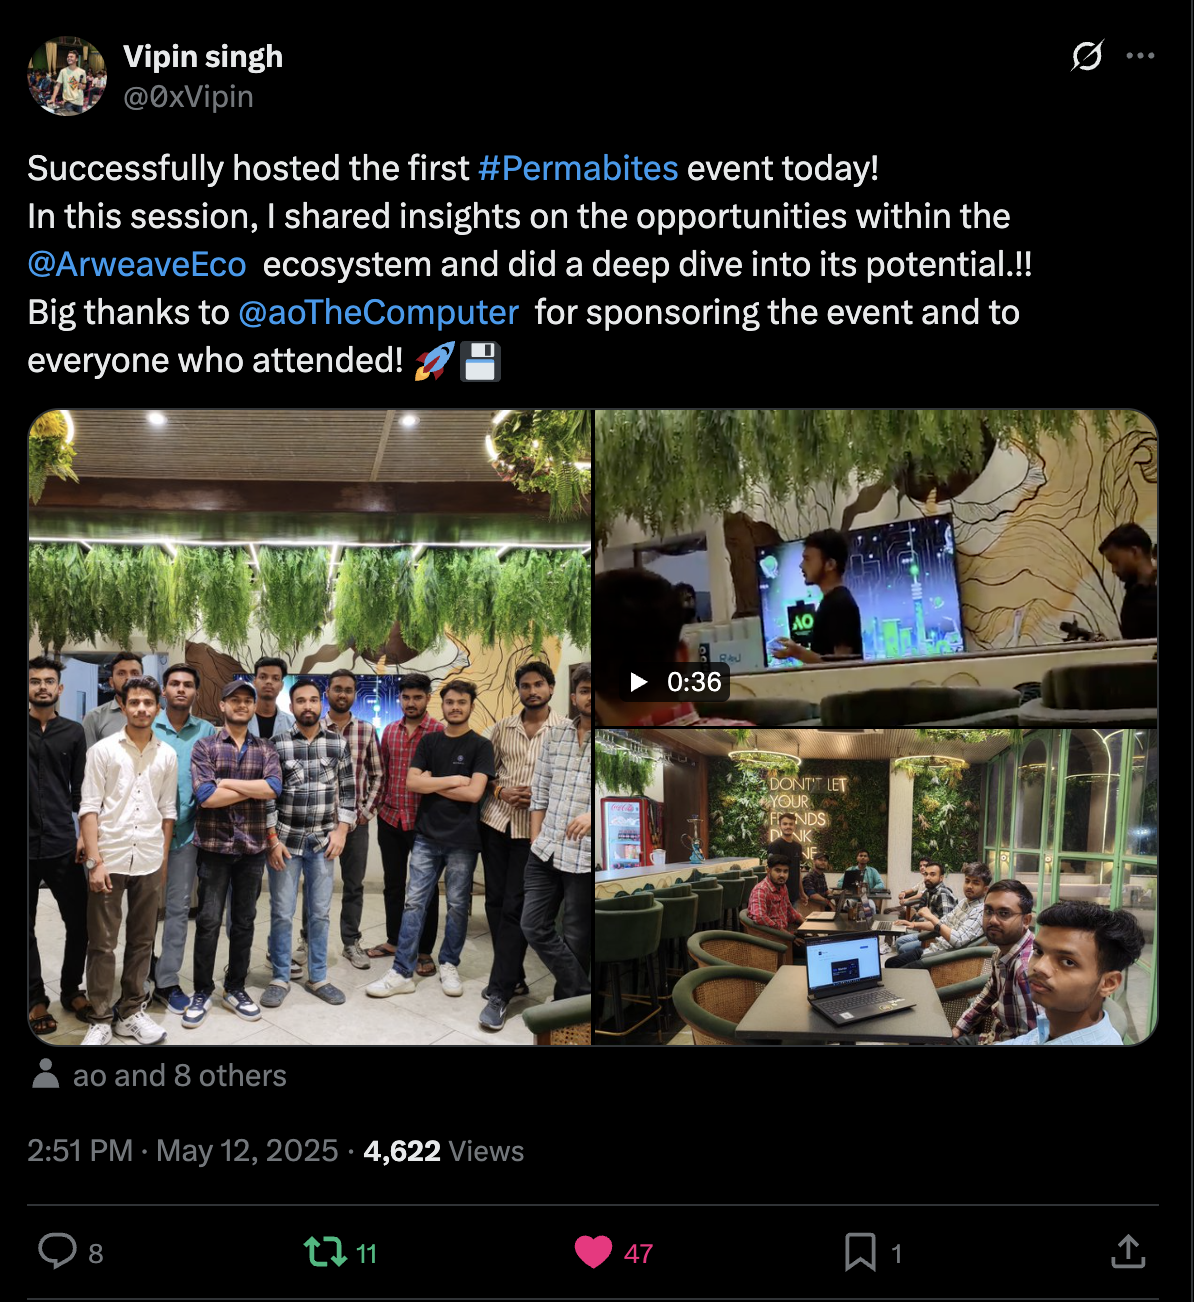 Vipin singh
@0xVipin
Successfully hosted the first #Permabites event today!
In this session, I shared insights on the opportunities within the
@ArweaveEco ecosystem and did a deep dive into its potential.!!
Big thanks to @aoTheComputer for sponsoring the event and to
everyone who attended! 🚀💾
AO
0:36
DON'T LET
YOUR
FRIENDS
DRINK
ao and 8 others
2:51 PM · May 12, 2025 · 4,622 Views
8
11
47
1